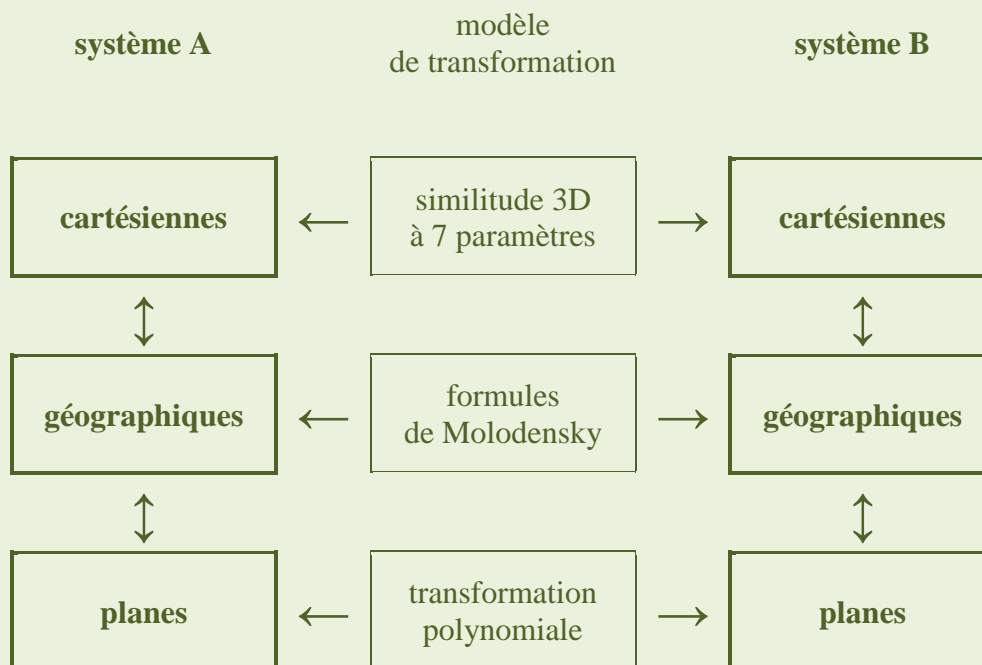 système A
modèle
de transformation
système B
cartésiennes
←
similitude 3D
à 7 paramètres
→
cartésiennes
↕
↕
géographiques
←
formules
de Molodensky
→
géographiques
↕
↕
planes
←
transformation
polynomiale
→
planes